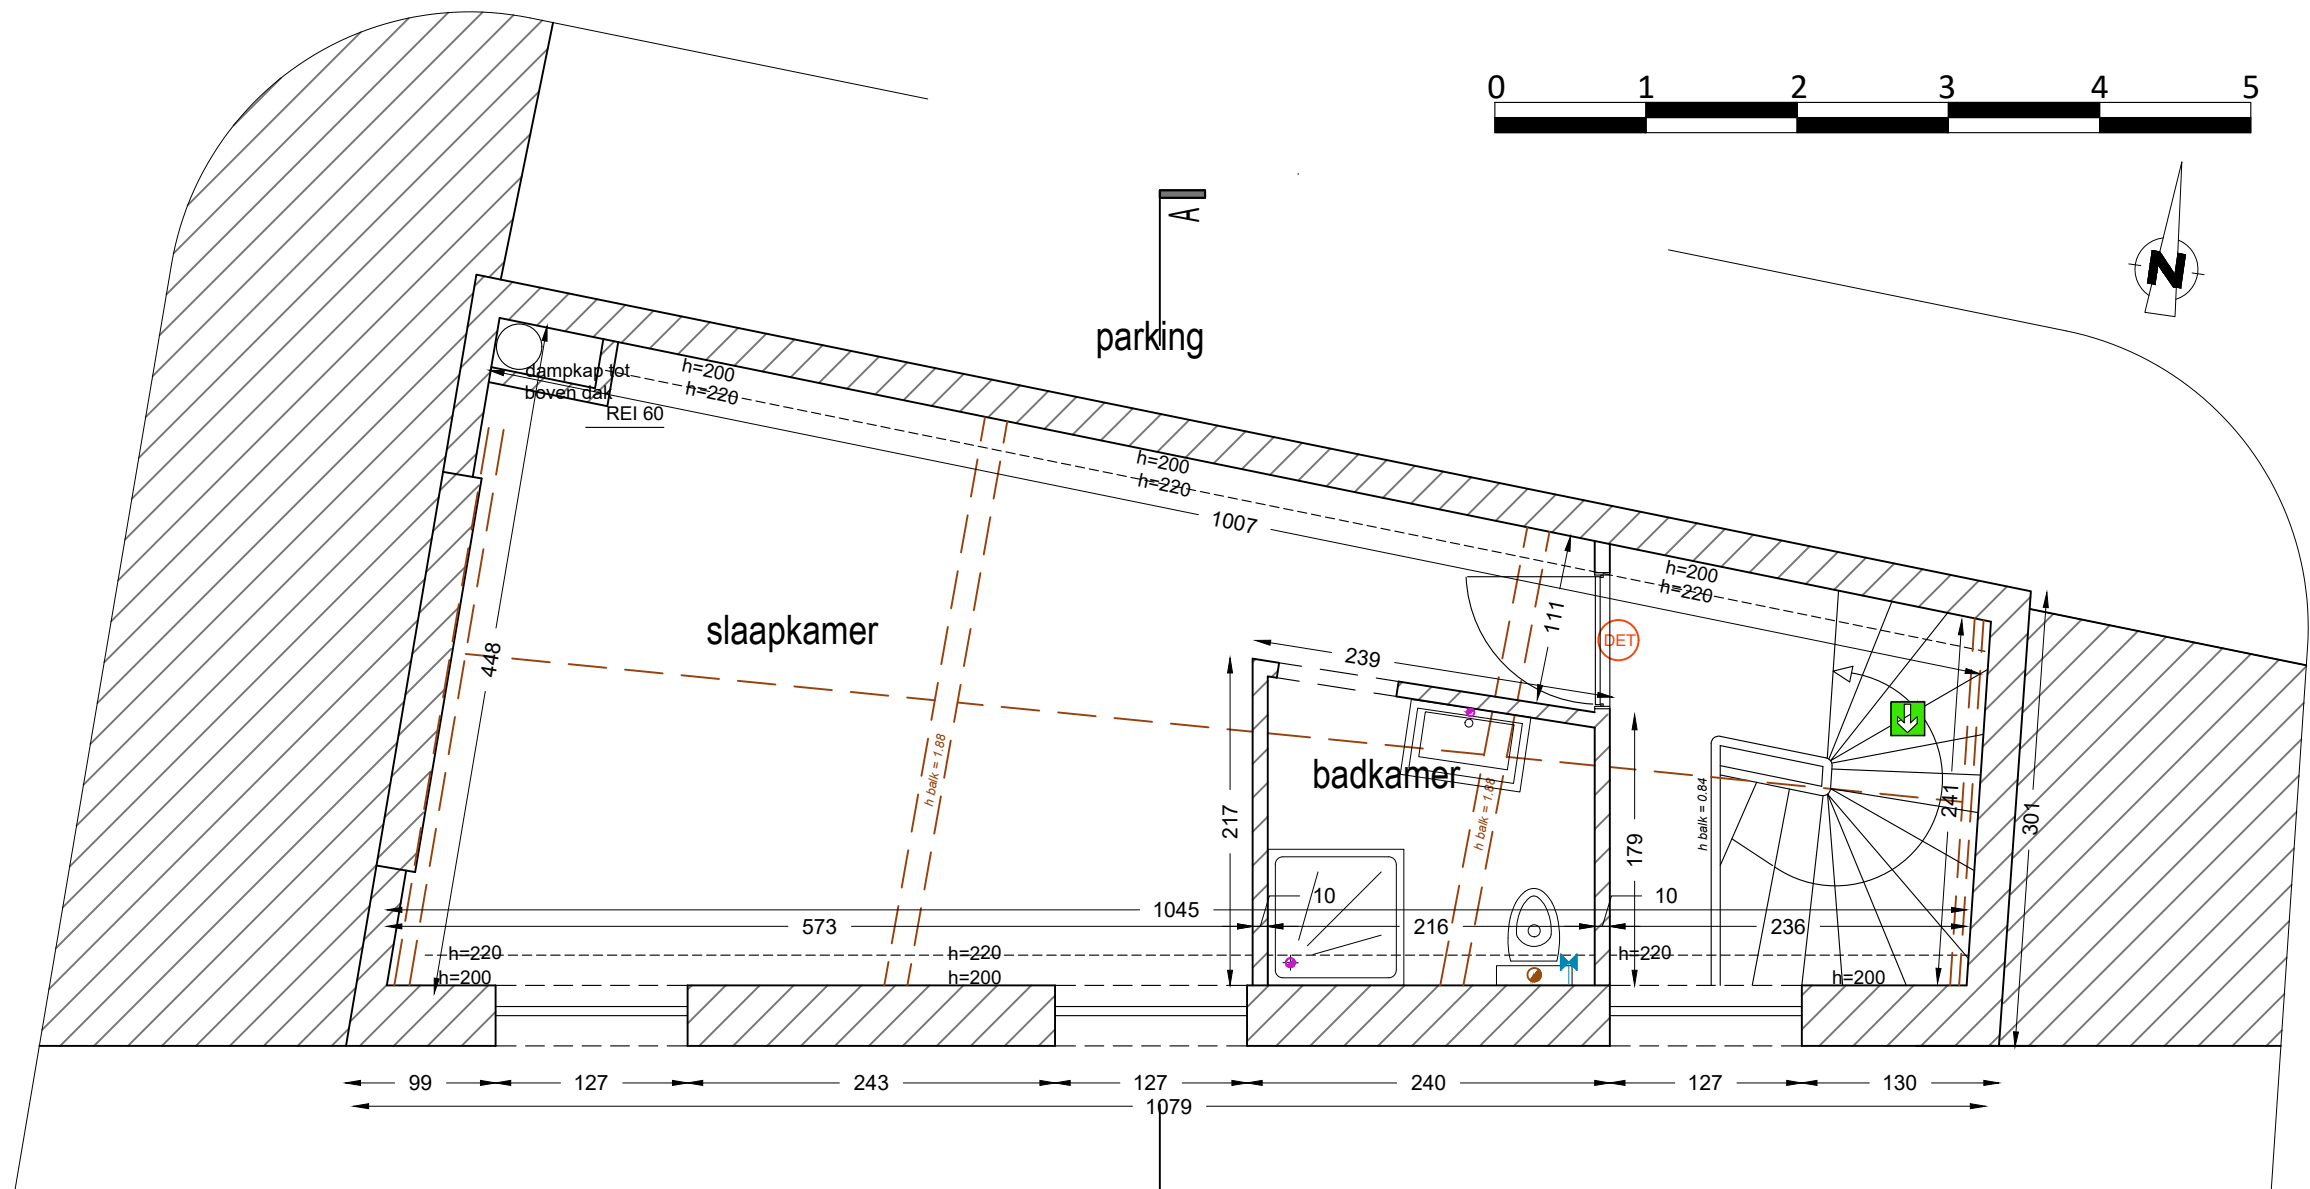 0 1 2 3 4 5
A
N
parking
dampkap tot
boven dak
REI 60
h=200
h=220
h=200
h=220
1007
h=200
h=220
111
DET
slaapkamer
448
239
badkamer
h balk = 1.88
h balk = 1.88
h balk = 0.84
217
179
241
301
10
10
1045
573
216
236
h=220
h=220
h=220
h=200
h=200
h=200
99
127
243
127
240
127
130
1079